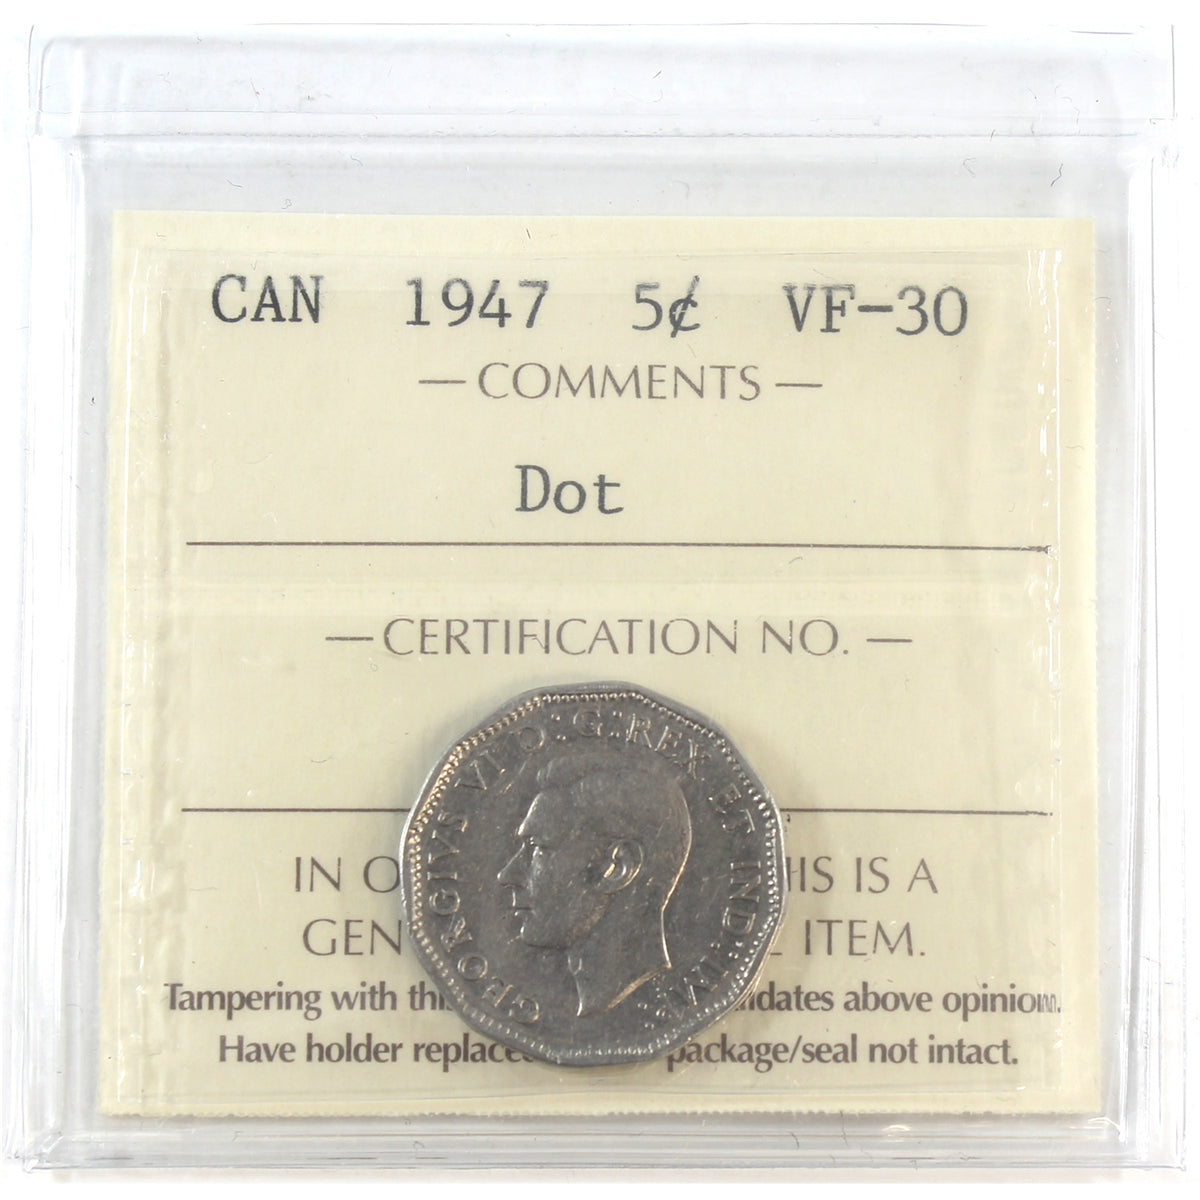 CAN 1947 5¢ VF-30
— COMMENTS —
Dot
— CERTIFICATION NO. —
GEORGIVS VI D:G:REX ET IND:IMP:
IN O HIS IS A
GEN ITEM.
Tampering with thi idates above opinion.
Have holder replace package/seal not intact.